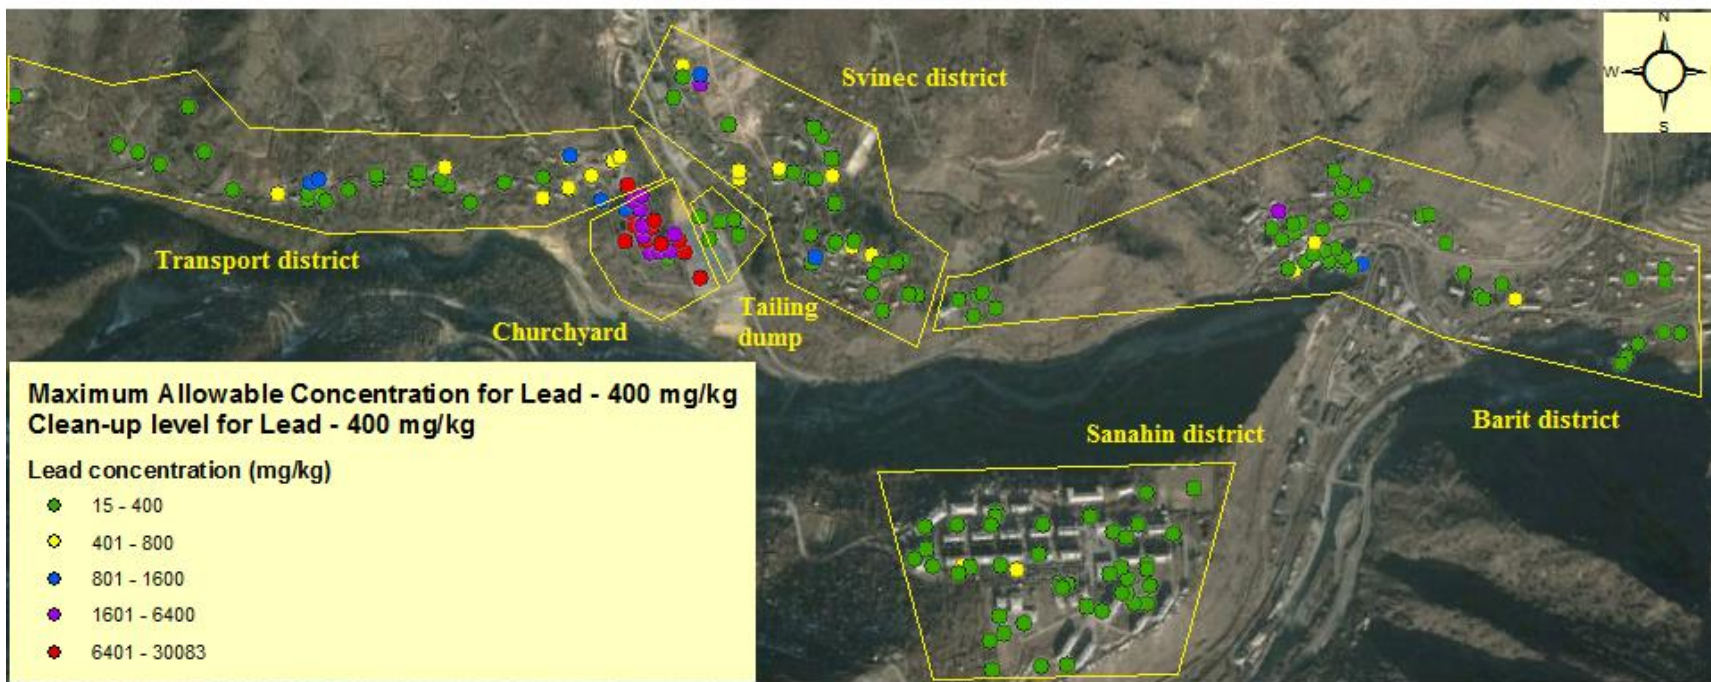 N
W
S
Svinec district
Transport district
Churchyard
Tailing
dump
Barit district
Sanahin district
Maximum Allowable Concentration for Lead - 400 mg/kg
Clean-up level for Lead - 400 mg/kg
Lead concentration (mg/kg)
15 - 400
401 - 800
801 - 1600
1601 - 6400
6401 - 30083